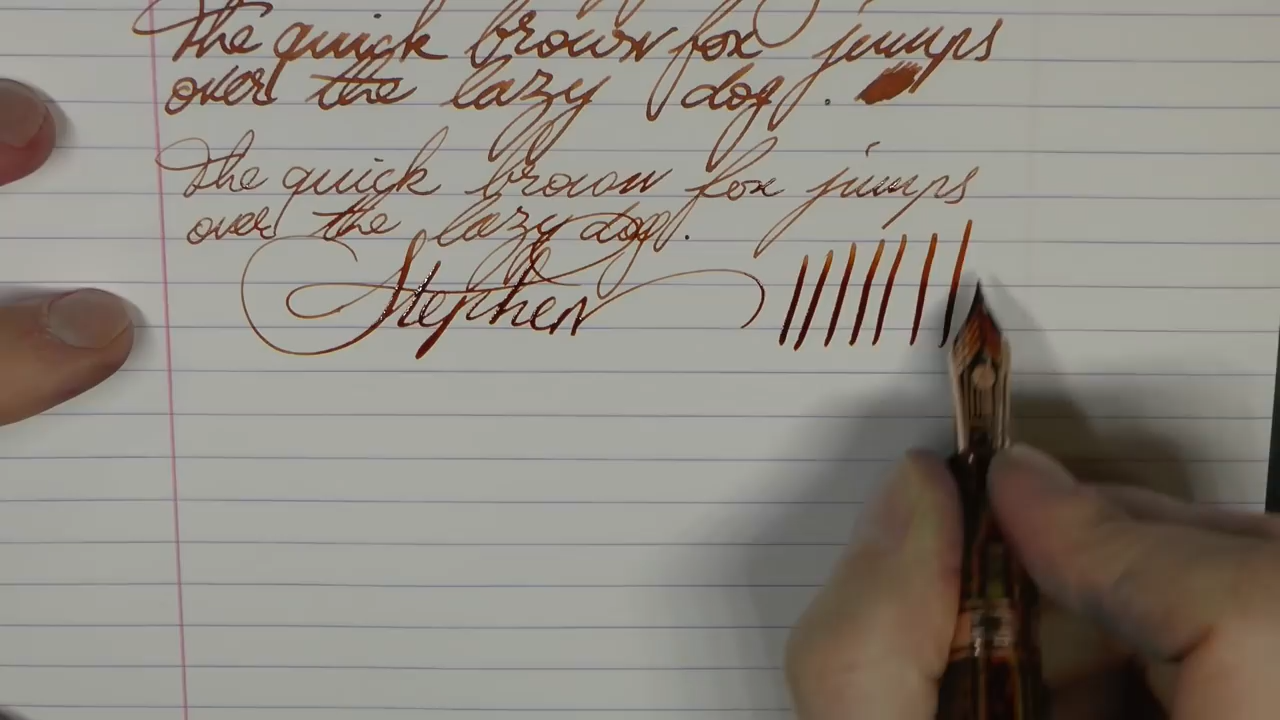 The quick brown fox jumps
over the lazy dog.
The quick brown fox jumps
over the lazy dog.
Stephen